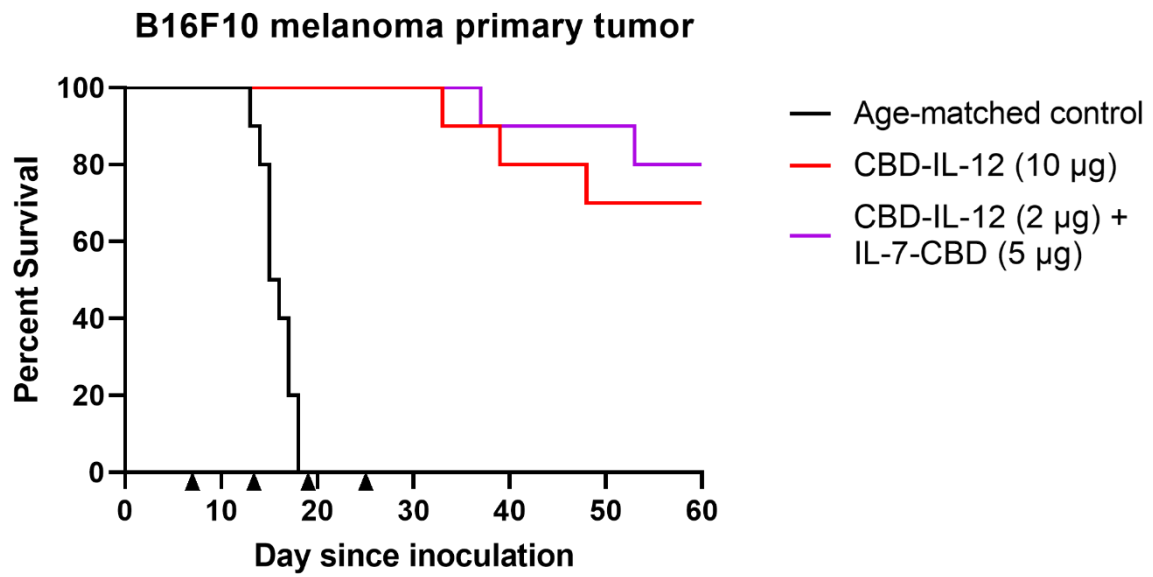 B16F10 melanoma primary tumor
100
80
60
40
20
0
Percent Survival
0 10 20 30 40 50 60
Day since inoculation
Age-matched control
CBD-IL-12 (10 µg)
CBD-IL-12 (2 µg) +
IL-7-CBD (5 µg)